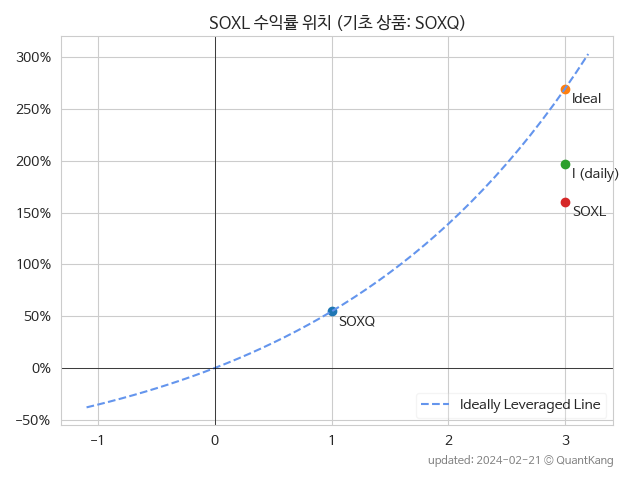 SOXL 수익률 위치 (기초 상품: SOXQ)
300%
250%
200%
150%
100%
50%
0%
−50%
Ideal
I (daily)
SOXL
SOXQ
Ideally Leveraged Line
−1
0
1
2
3
updated: 2024-02-21 © QuantKang